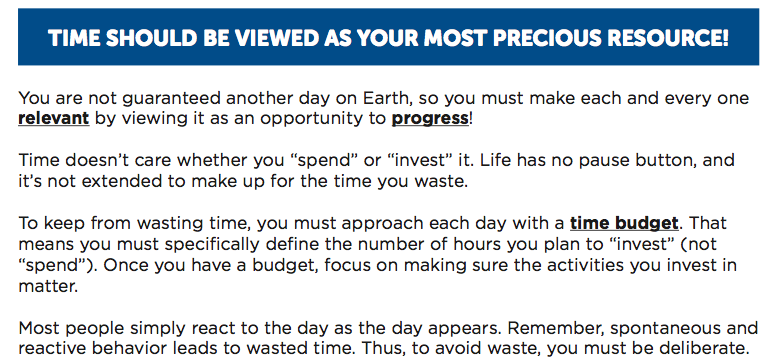 TIME SHOULD BE VIEWED AS YOUR MOST PRECIOUS RESOURCE!
You are not guaranteed another day on Earth, so you must make each and every one
relevant by viewing it as an opportunity to progress!
Time doesn’t care whether you “spend” or “invest” it. Life has no pause button, and
it’s not extended to make up for the time you waste.
To keep from wasting time, you must approach each day with a time budget. That
means you must specifically define the number of hours you plan to “invest” (not
“spend”). Once you have a budget, focus on making sure the activities you invest in
matter.
Most people simply react to the day as the day appears. Remember, spontaneous and
reactive behavior leads to wasted time. Thus, to avoid waste, you must be deliberate.